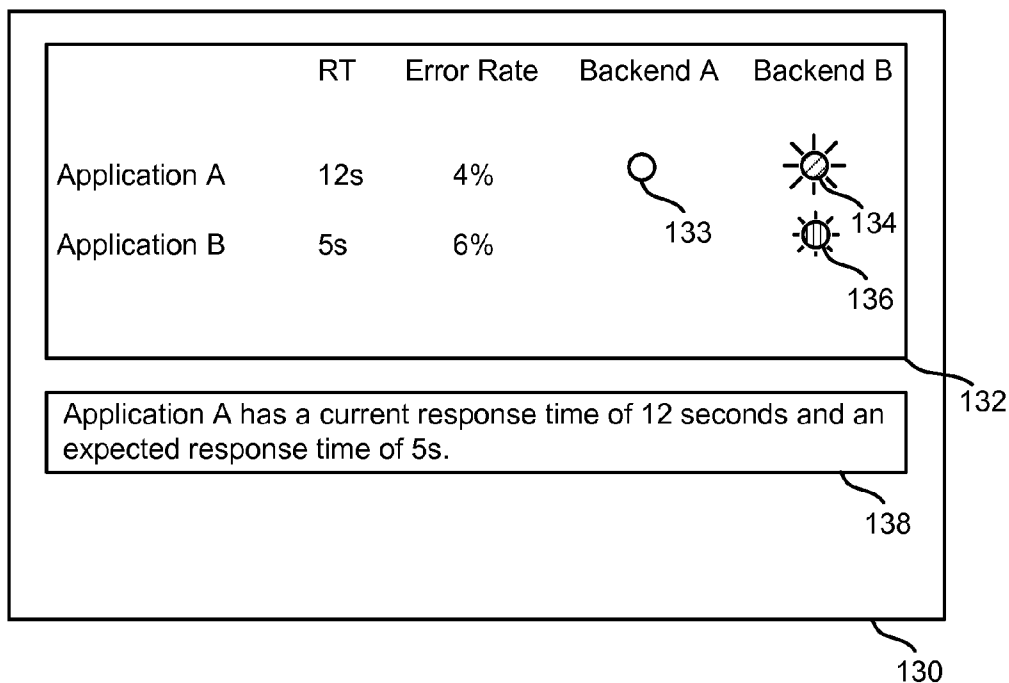 RT Error Rate Backend A Backend B
Application A 12s 4%
133 134
Application B 5s 6%
136
132
Application A has a current response time of 12 seconds and an
expected response time of 5s.
138
130